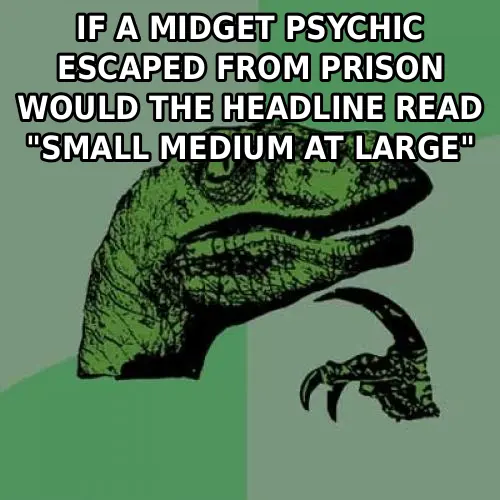 IF A MIDGET PSYCHIC
ESCAPED FROM PRISON
WOULD THE HEADLINE READ
"SMALL MEDIUM AT LARGE"